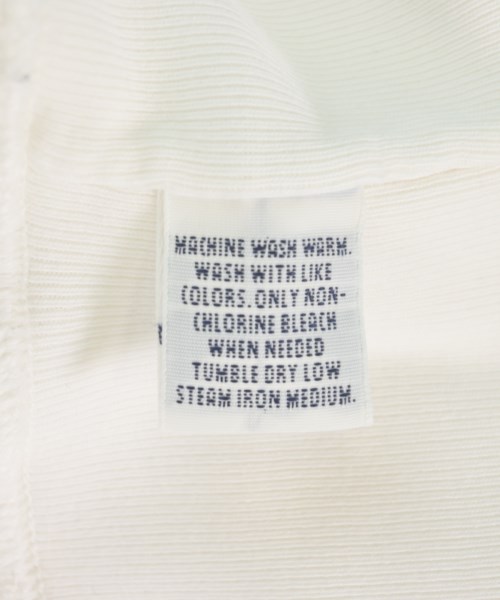 MACHINE WASH WARM.
WASH WITH LIKE
COLORS. ONLY NON-
CHLORINE BLEACH
WHEN NEEDED
TUMBLE DRY LOW
STEAM IRON MEDIUM.